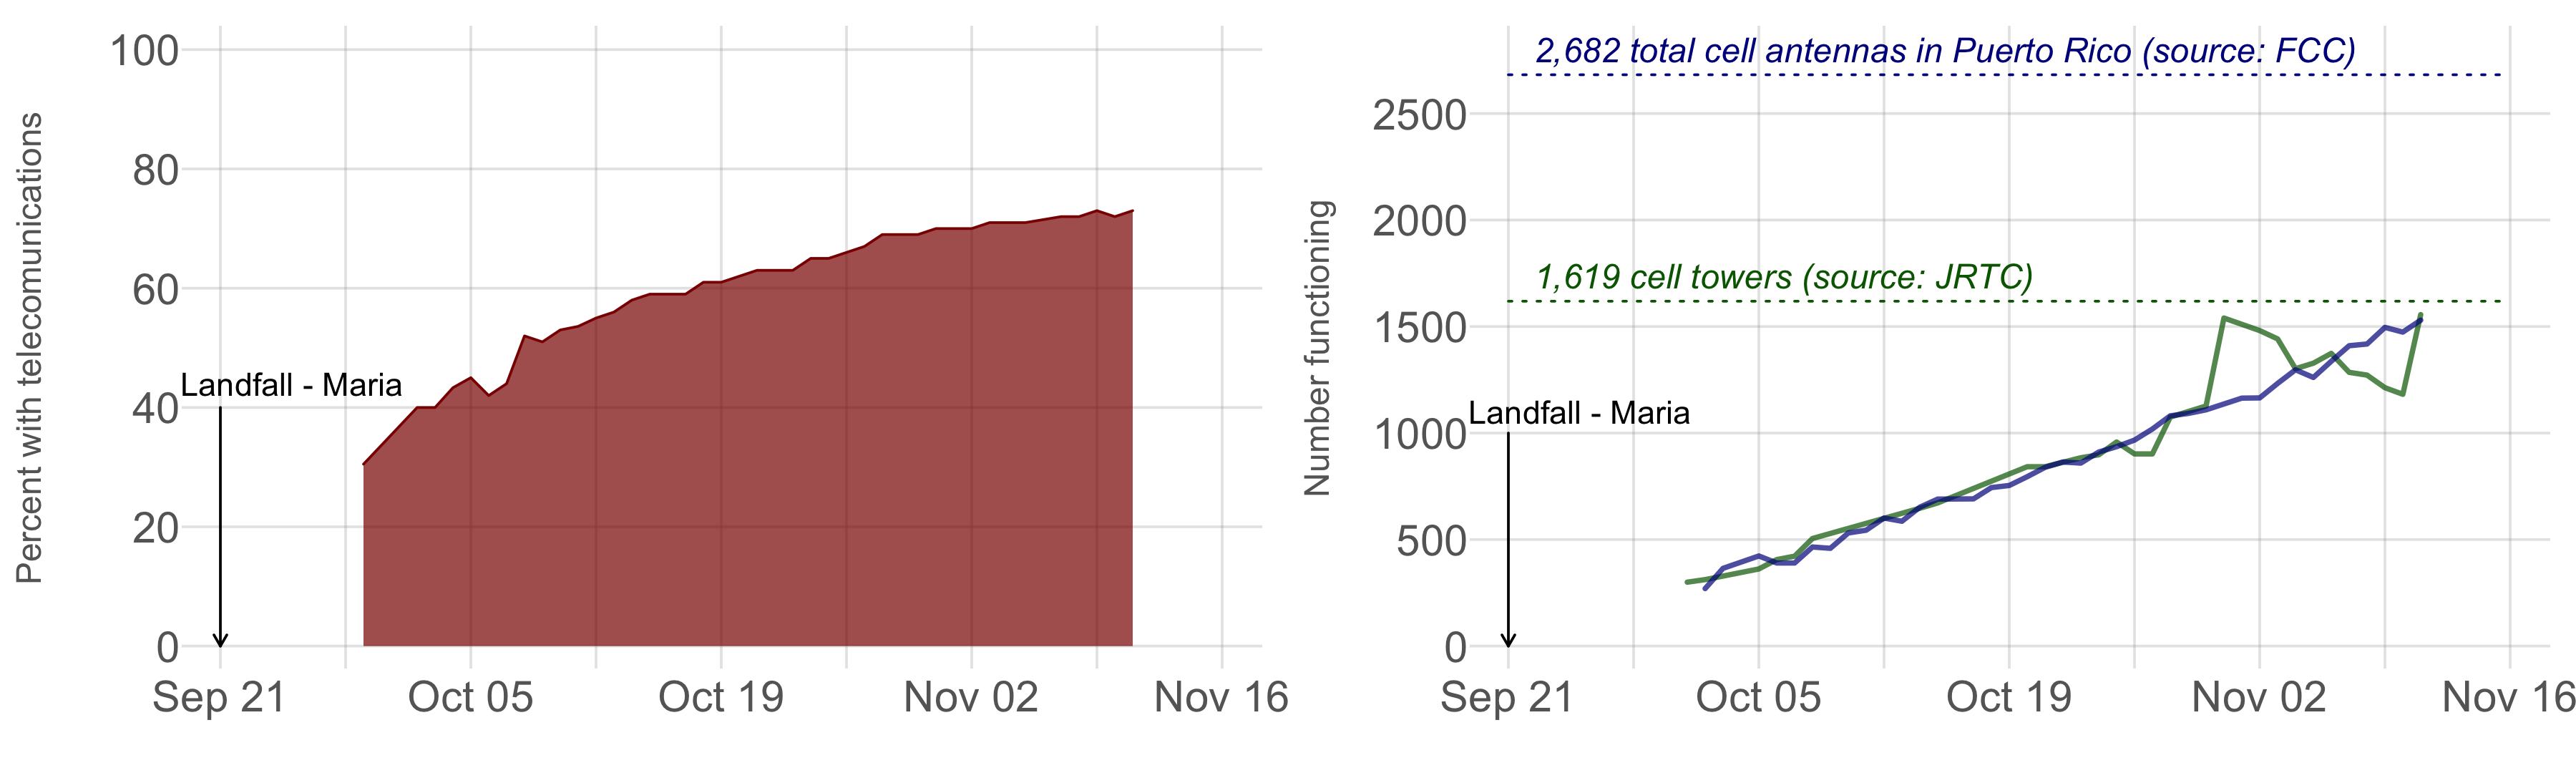 Percent with telecomunications
100
80
60
40
20
0
Landfall - Maria
Sep 21
Oct 05
Oct 19
Nov 02
Nov 16
Number functioning
2500
2000
1500
1000
500
0
2,682 total cell antennas in Puerto Rico (source: FCC)
1,619 cell towers (source: JRTC)
Landfall - Maria
Sep 21
Oct 05
Oct 19
Nov 02
Nov 16